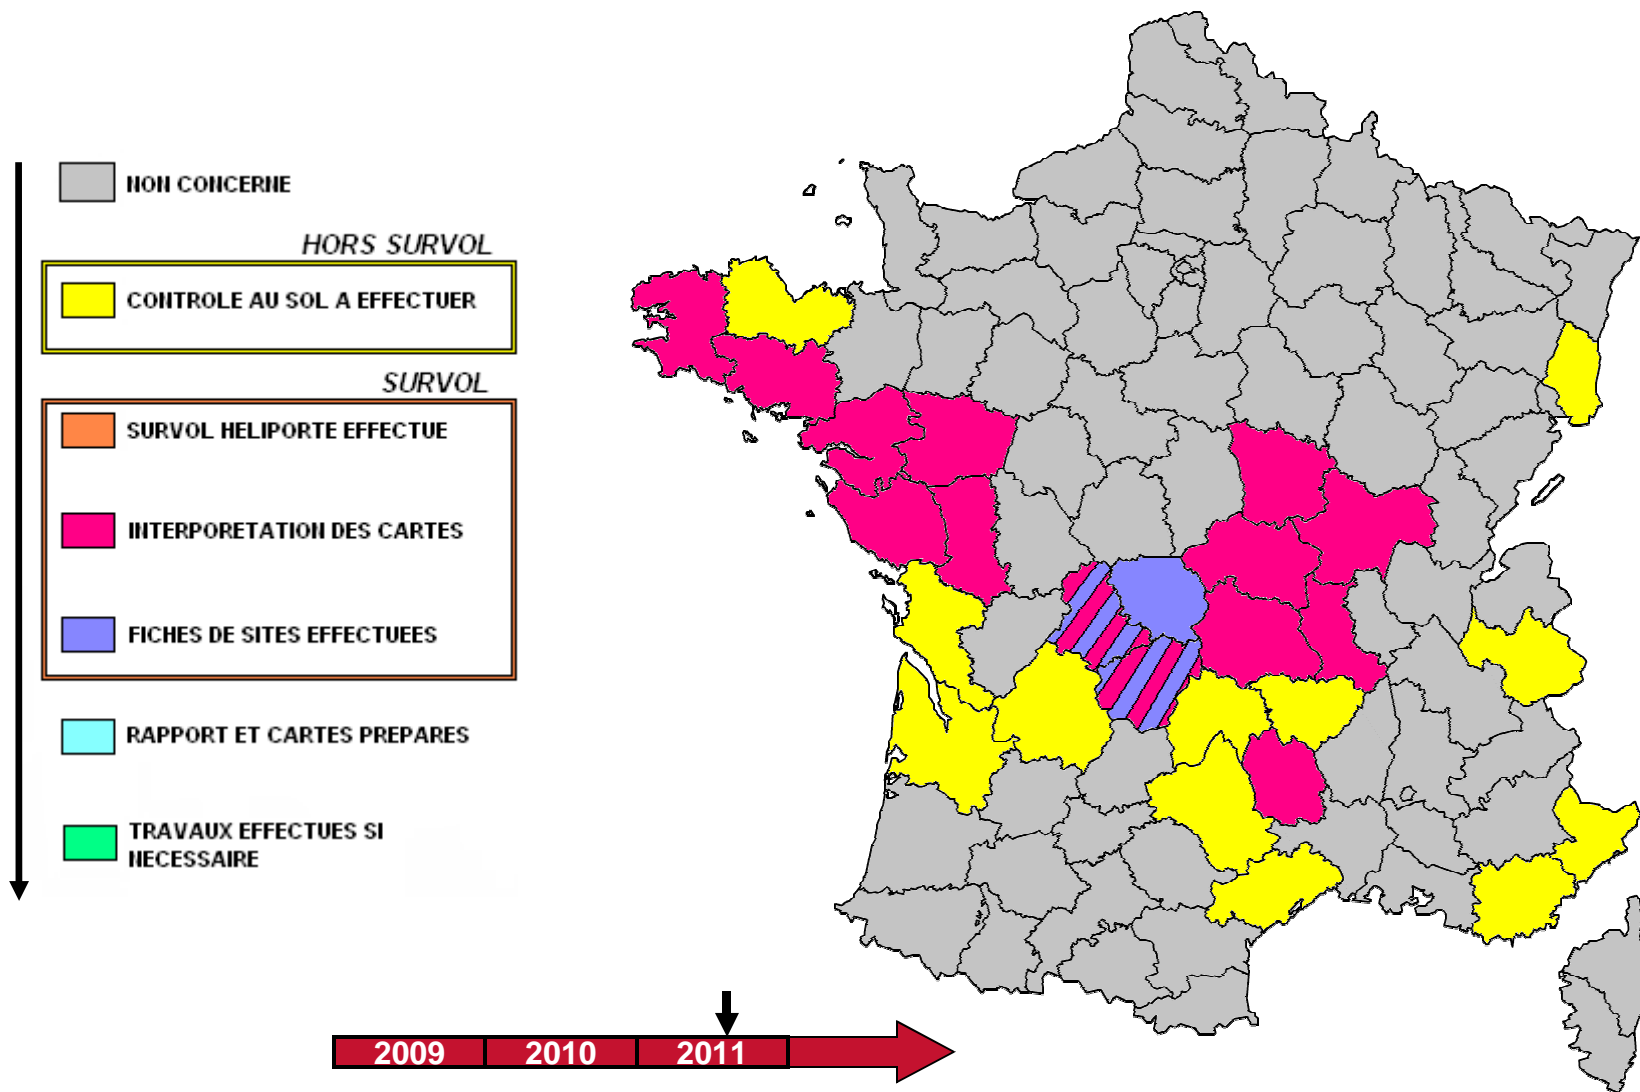 NON CONCERNE
HORS SURVOL
CONTROLE AU SOL A EFFECTUER
SURVOL
SURVOL HELIPORTE EFFECTUE
INTERPORETATION DES CARTES
FICHES DE SITES EFFECTUEES
RAPPORT ET CARTES PREPARES
TRAVAUX EFFECTUES SI
NECESSAIRE
2009 2010 2011